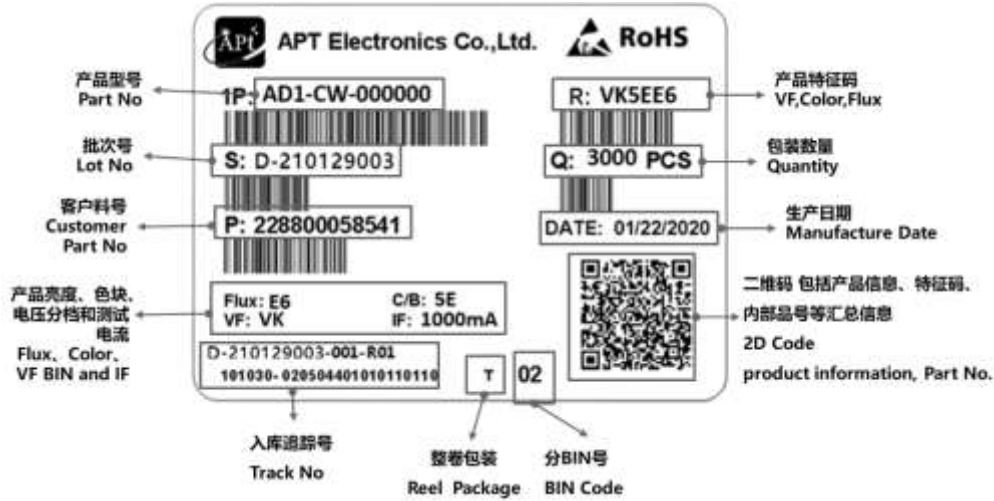 APT
APT Electronics Co.,Ltd.
RoHS
产品型号
Part No
1P: AD1-CW-000000
R: VK5EE6
产品特征码
VF,Color,Flux
批次号
Lot No
S: D-210129003
Q: 3000 PCS
包装数量
Quantity
客户料号
Customer
Part No
P: 228800058541
DATE: 01/22/2020
生产日期
Manufacture Date
产品亮度、色块、
电压分档和测试
电流
Flux、Color、
VF BIN and IF
Flux: E6
C/B: 5E
VF: VK
IF: 1000mA
二维码 包括产品信息、特征码、
内部品号等汇总信息
2D Code
product information, Part No.
D-210129003-001-R01
101030-020504401010110110
T
02
入库追踪号
Track No
整卷包装
Reel Package
分BIN号
BIN Code